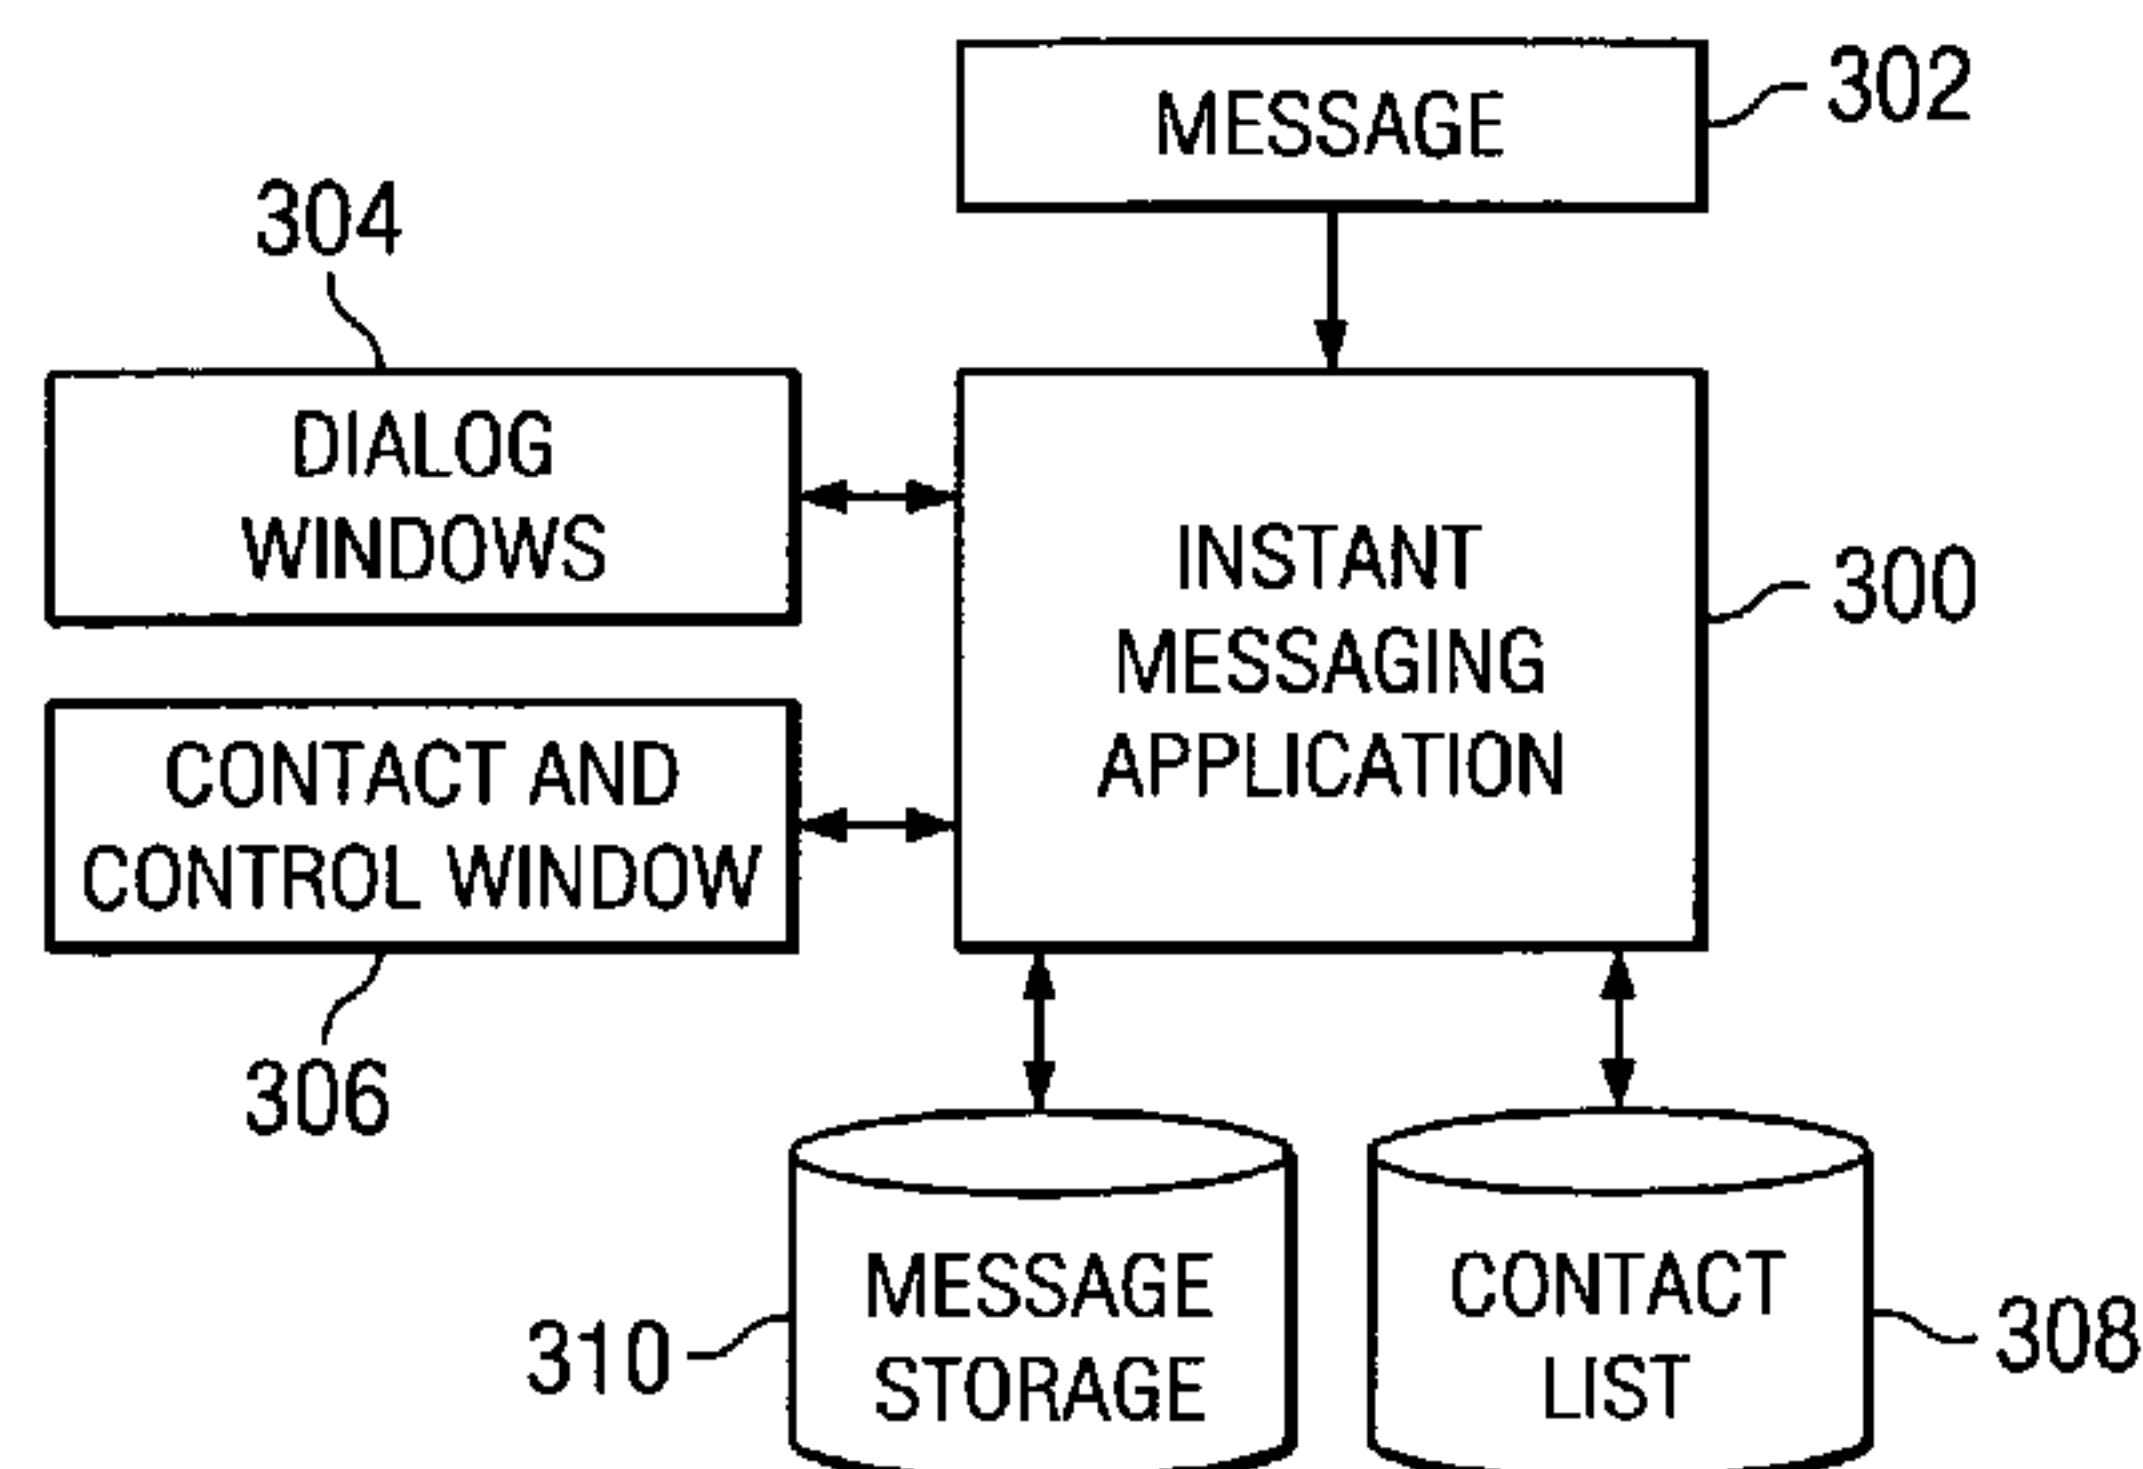 MESSAGE
302
304
DIALOG
WINDOWS
INSTANT
MESSAGING
APPLICATION
300
CONTACT AND
CONTROL WINDOW
306
310
MESSAGE
STORAGE
CONTACT
LIST
308